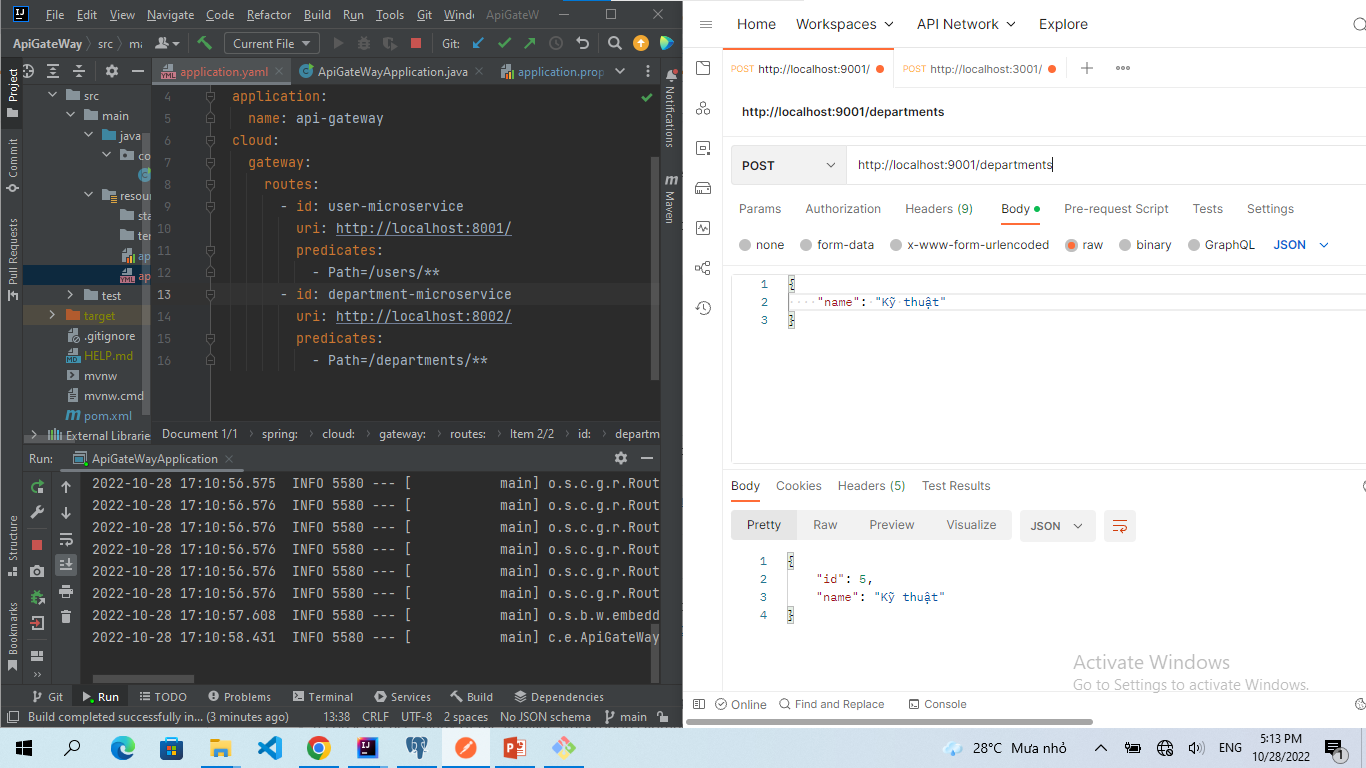 File Edit View Navigate Code Refactor Build Run Tools Git Wind ApiGateW
ApiGateWay src m Current File Git:
application.yaml ApiGateWayApplication.java application.prop
Project
Commit
Pull Requests
Structure
Bookmarks
src
main
java
co
resou
sta
ter
ap
ap
test
target
.gitignore
HELP.md
mvnw
mvnw.cmd
pom.xml
External Librarie
4 application:
5 name: api-gateway
6 cloud:
7 gateway:
8 routes:
9 - id: user-microservice
10 uri: http://localhost:8001/
11 predicates:
12 - Path=/users/**
13 - id: department-microservice
14 uri: http://localhost:8002/
15 predicates:
16 - Path=/departments/**
Notifications
Maven
Document 1/1 spring: cloud: gateway: routes: Item 2/2 id: departm
Run: ApiGateWayApplication
2022-10-28 17:10:56.575 INFO 5580 --- [ main] o.s.c.g.r.Rout
2022-10-28 17:10:56.576 INFO 5580 --- [ main] o.s.c.g.r.Rout
2022-10-28 17:10:56.576 INFO 5580 --- [ main] o.s.c.g.r.Rout
2022-10-28 17:10:56.576 INFO 5580 --- [ main] o.s.c.g.r.Rout
2022-10-28 17:10:56.576 INFO 5580 --- [ main] o.s.c.g.r.Rout
2022-10-28 17:10:56.576 INFO 5580 --- [ main] o.s.c.g.r.Rout
2022-10-28 17:10:57.608 INFO 5580 --- [ main] o.s.b.w.embedd
2022-10-28 17:10:58.431 INFO 5580 --- [ main] c.e.ApiGateWay
Git Run TODO Problems Terminal Services Build Dependencies
Build completed successfully in... (3 minutes ago) 13:38 CRLF UTF-8 2 spaces No JSON schema main
Home Workspaces API Network Explore
POST http://localhost:9001/ POST http://localhost:3001/
http://localhost:9001/departments
POST http://localhost:9001/departments
Params Authorization Headers (9) Body Pre-request Script Tests Settings
none form-data x-www-form-urlencoded raw binary GraphQL JSON
1 {
2 "name": "Kỹ thuật"
3 }
Body Cookies Headers (5) Test Results
Pretty Raw Preview Visualize JSON
1 {
2 "id": 5,
3 "name": "Kỹ thuật"
4 }
Activate Windows
Go to Settings to activate Windows.
Online Find and Replace Console
28°C Mưa nhỏ ENG 5:13 PM
10/28/2022 1